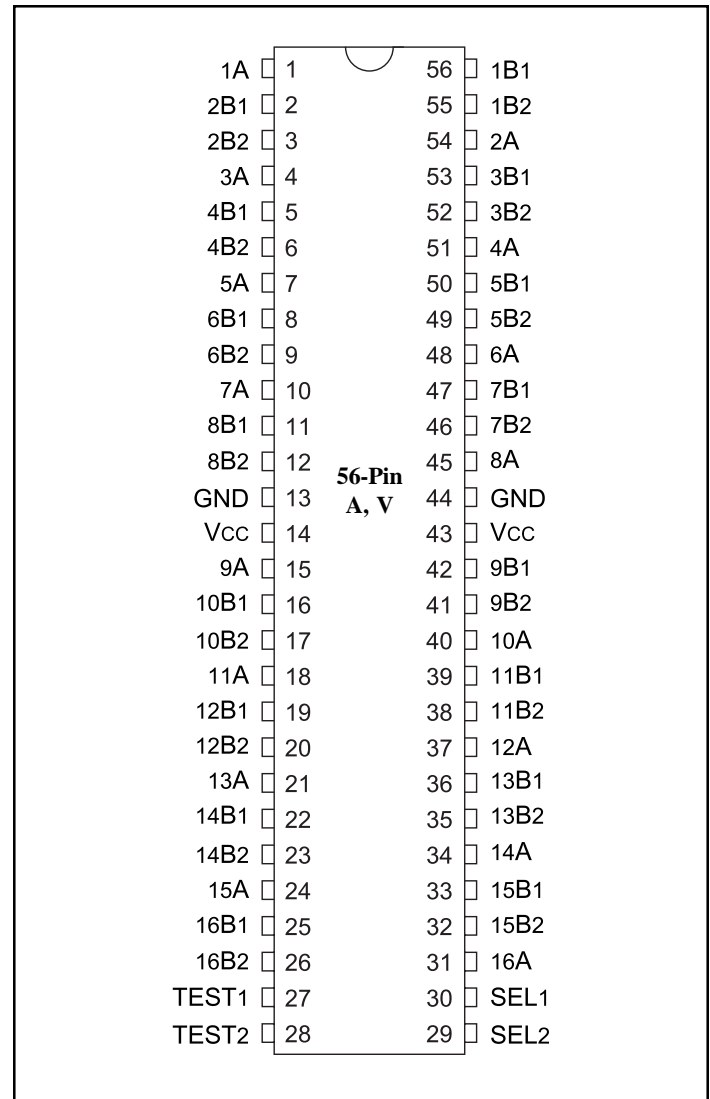 1A 1 56 1B1
2B1 2 55 1B2
2B2 3 54 2A
3A 4 53 3B1
4B1 5 52 3B2
4B2 6 51 4A
5A 7 50 5B1
6B1 8 49 5B2
6B2 9 48 6A
7A 10 47 7B1
8B1 11 46 7B2
8B2 12 45 8A
56-Pin
GND 13 44 GND
A, V
VCC 14 43 VCC
9A 15 42 9B1
10B1 16 41 9B2
10B2 17 40 10A
11A 18 39 11B1
12B1 19 38 11B2
12B2 20 37 12A
13A 21 36 13B1
14B1 22 35 13B2
14B2 23 34 14A
15A 24 33 15B1
16B1 25 32 15B2
16B2 26 31 16A
TEST1 27 30 SEL1
TEST2 28 29 SEL2